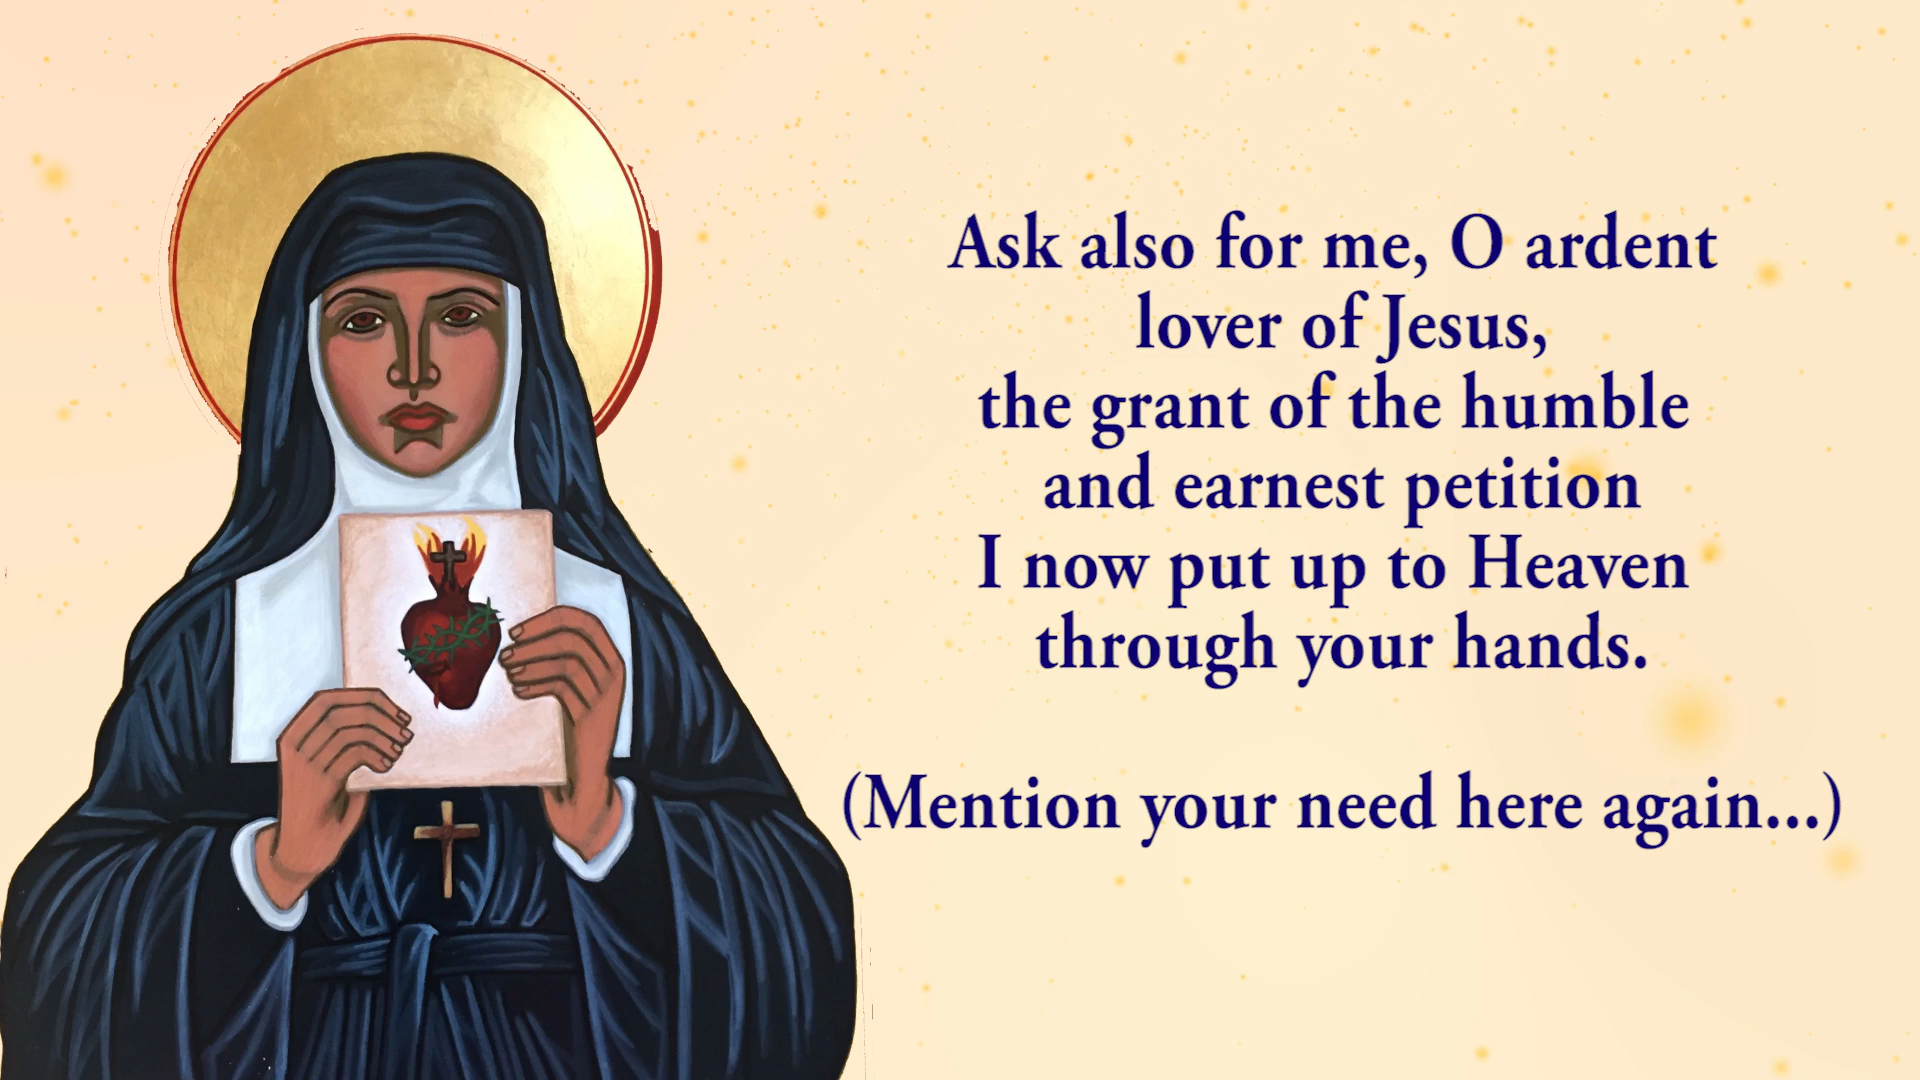 Ask also for me, O ardent
lover of Jesus,
the grant of the humble
and earnest petition
I now put up to Heaven
through your hands.
(Mention your need here again...)